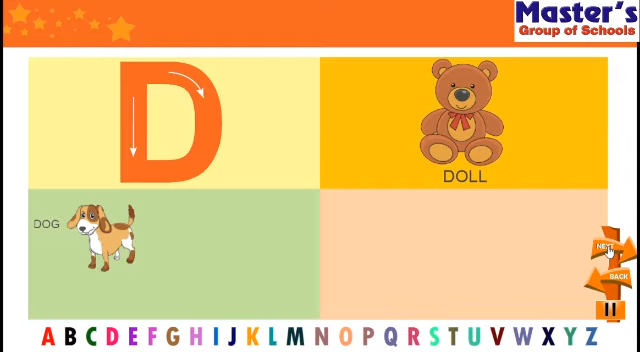 Master's
Group of Schools
D
DOLL
DOG
NEXT
BACK
A B C D E F G H I J K L M N O P Q R S T U V W X Y Z